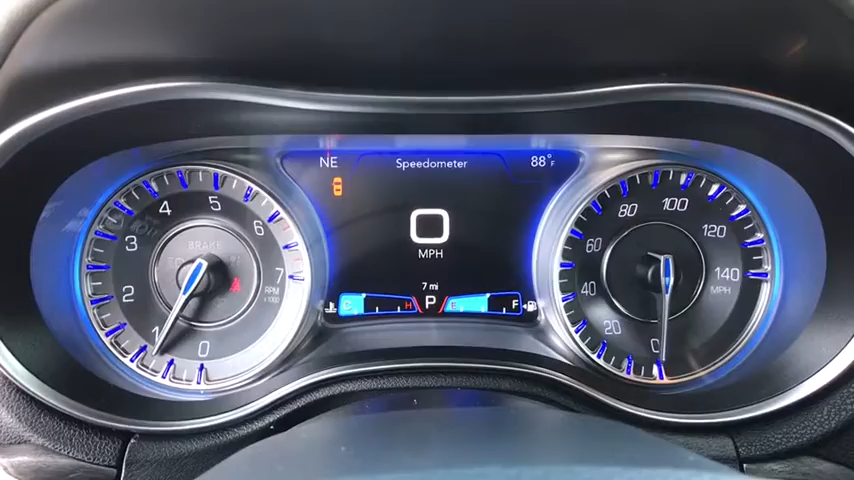 NE Speedometer 88°F
0
MPH
7 mi
C H P E F
BRAKE
0 1 2 3 4 5 6 7
RPM
x1000
0 20 40 60 80 100 120 140
MPH